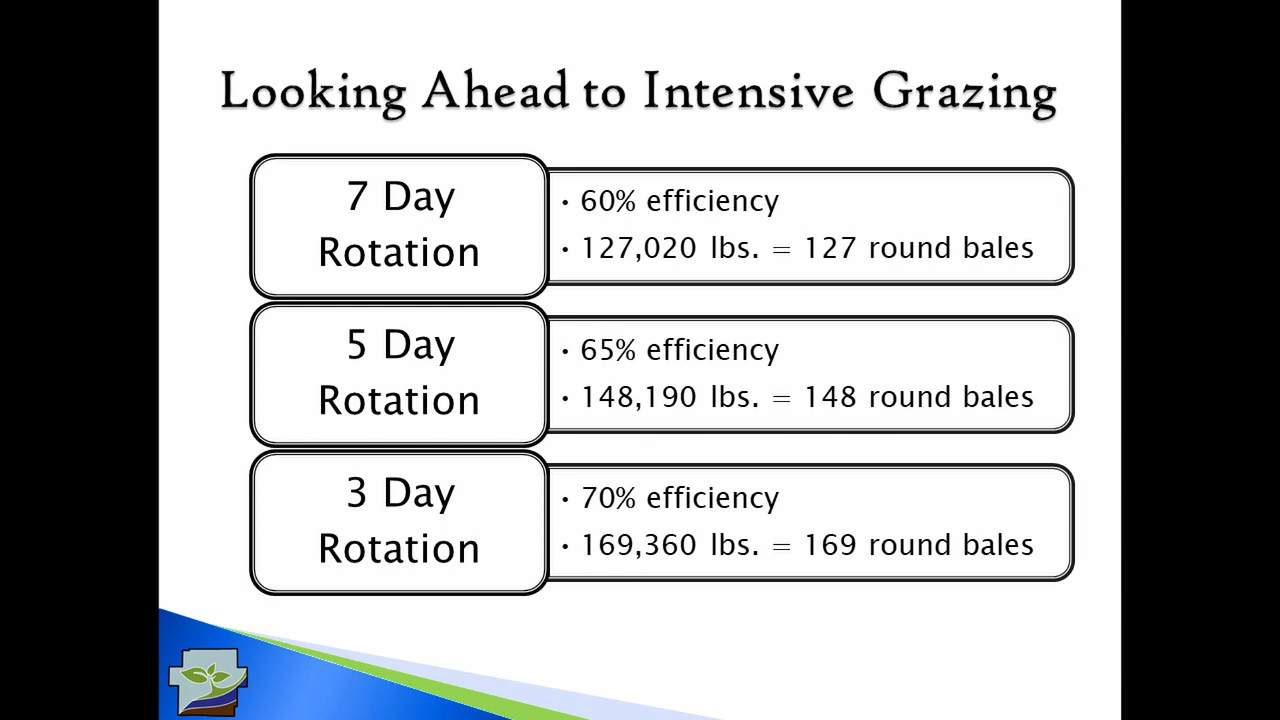 Looking Ahead to Intensive Grazing
7 Day
Rotation
• 60% efficiency
• 127,020 lbs. = 127 round bales
5 Day
Rotation
• 65% efficiency
• 148,190 lbs. = 148 round bales
3 Day
Rotation
• 70% efficiency
• 169,360 lbs. = 169 round bales